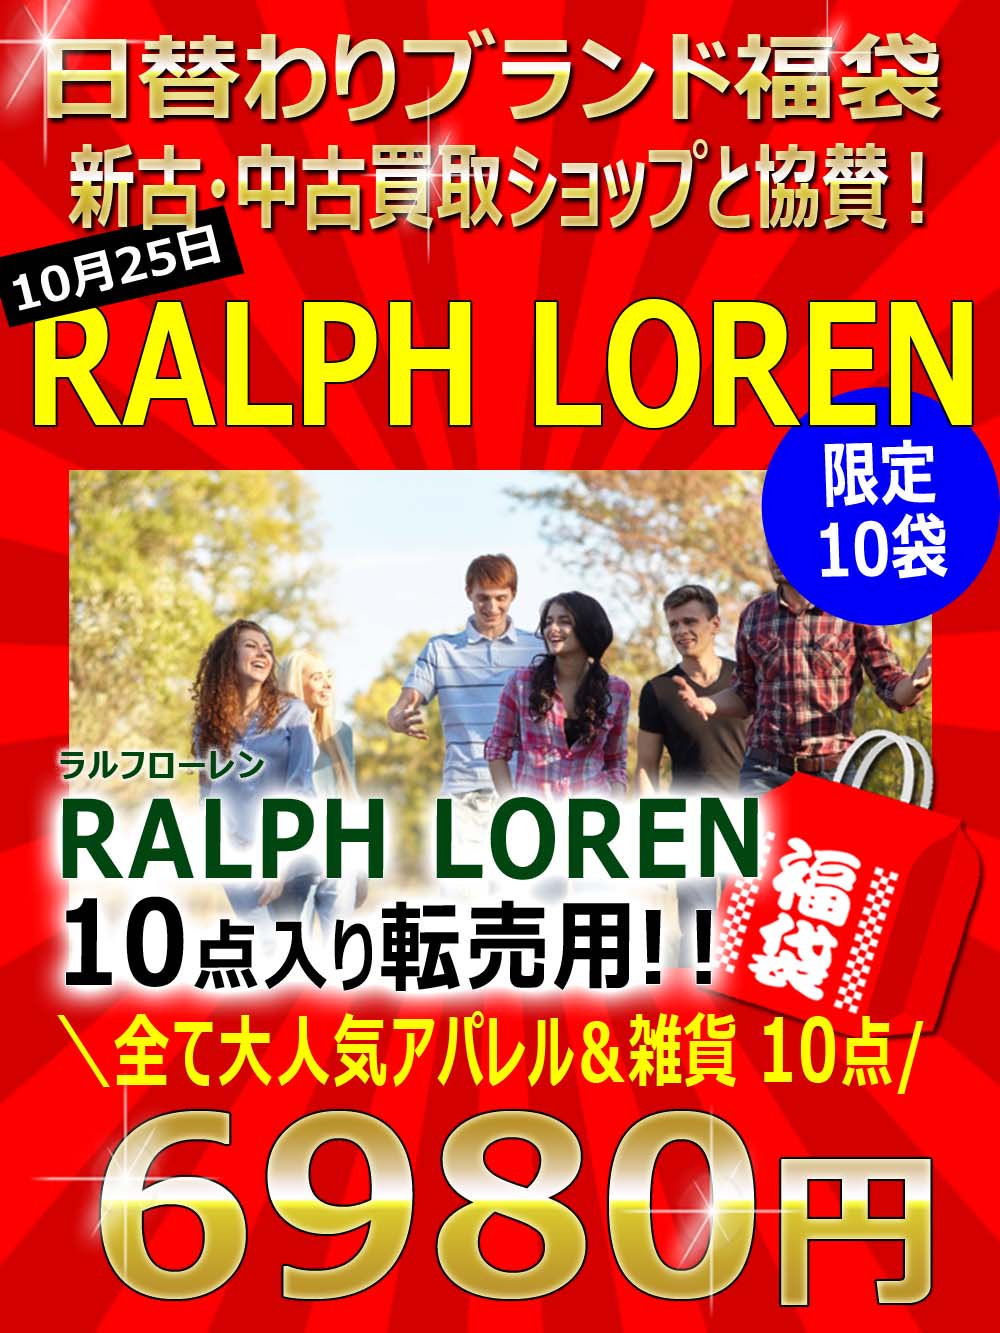 日替わりブランド福袋
新古・中古買取ショップと協賛！
10月25日
RALPH LOREN
限定
10袋
ラルフローレン
RALPH LOREN
10点入り転売用！！
福袋
\全て大人気アパレル&雑貨 10点/
6980円